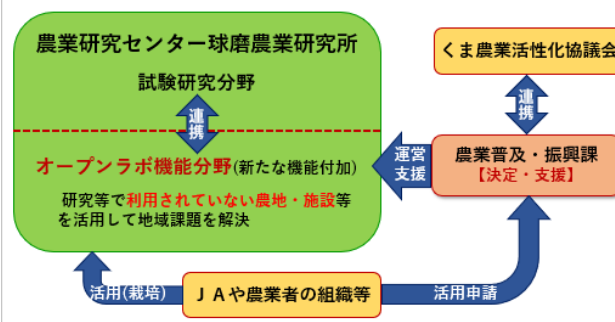 農業研究センター球磨農業研究所
試験研究分野
連携
オープンラボ機能分野(新たな機能付加)
研究等で利用されていない農地・施設等
を活用して地域課題を解決
くま農業活性化協議会
連携
農業普及・振興課
【決定・支援】
運営
支援
活用(栽培)
ＪＡや農業者の組織等
活用申請